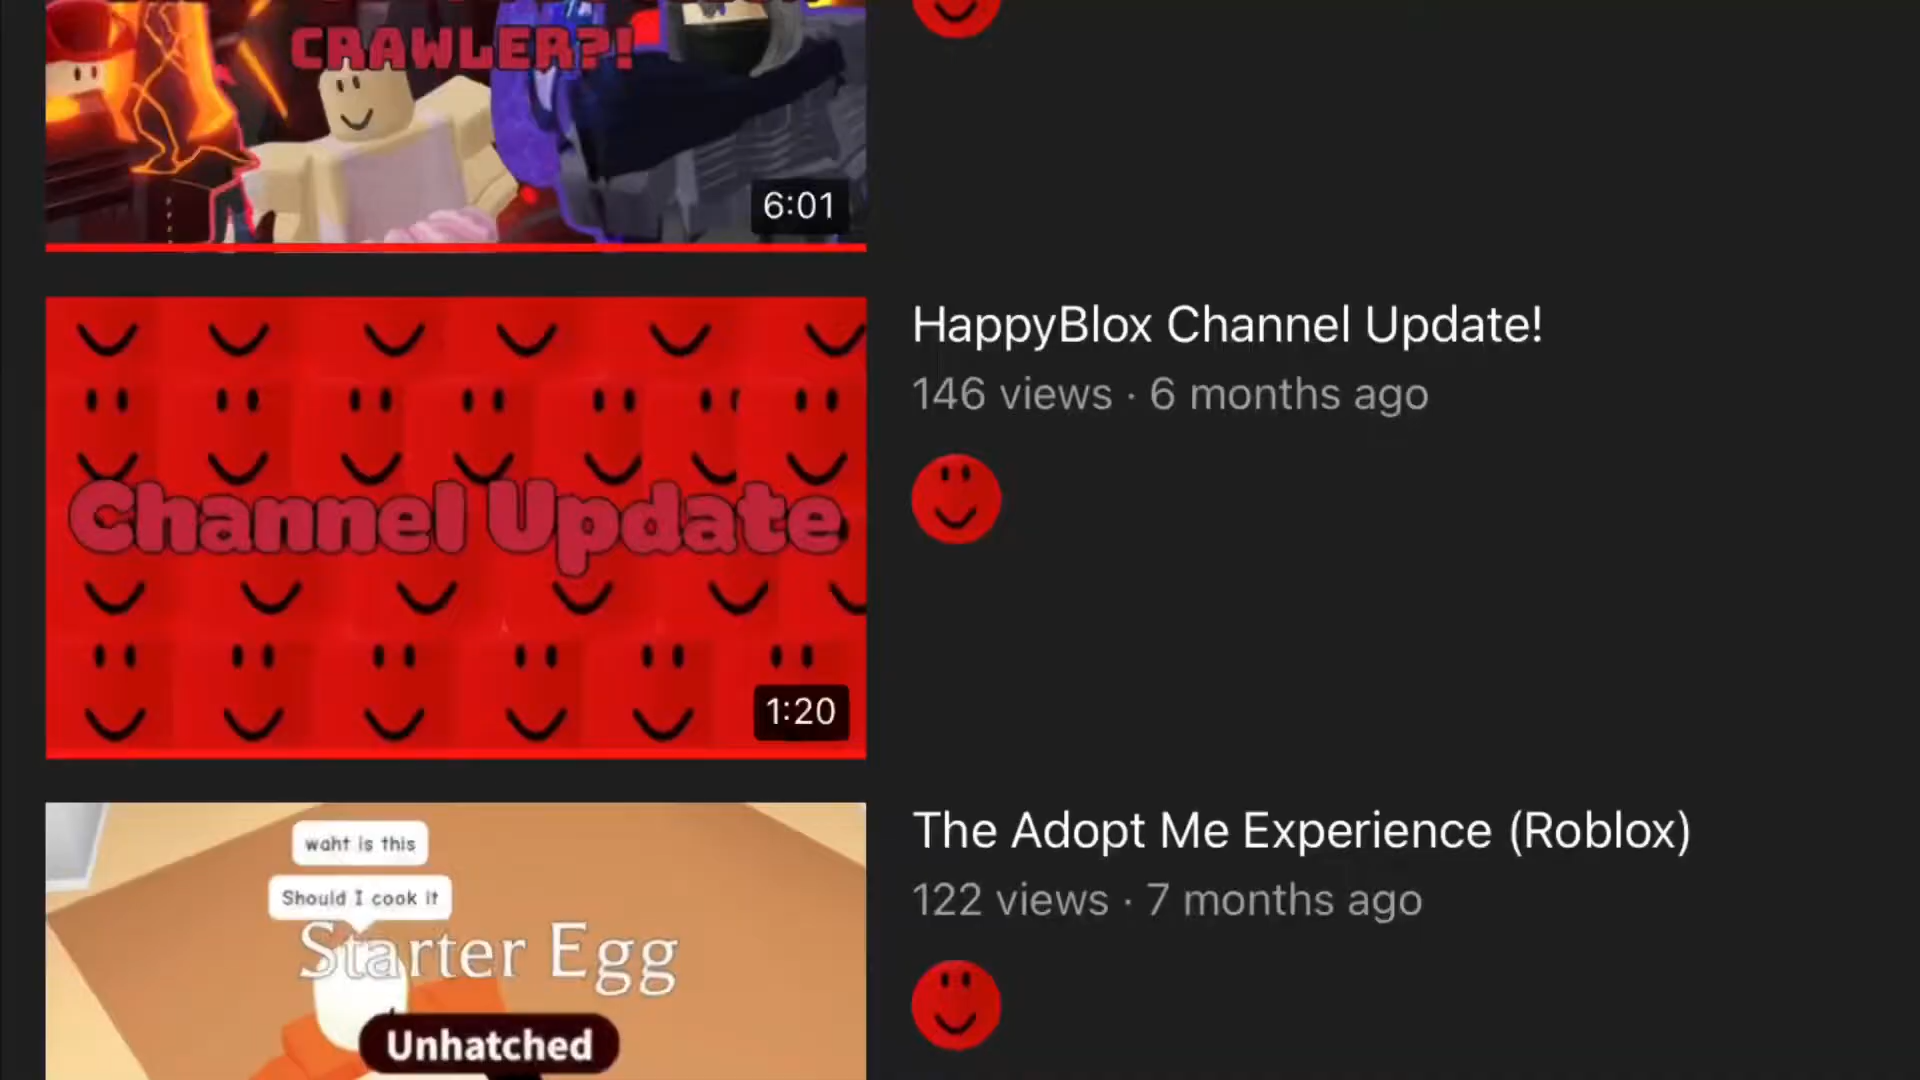 CRAWLER?!
6:01
HappyBlox Channel Update!
146 views · 6 months ago
Channel Update
1:20
The Adopt Me Experience (Roblox)
122 views · 7 months ago
waht is this
Should I cook it
Starter Egg
Unhatched